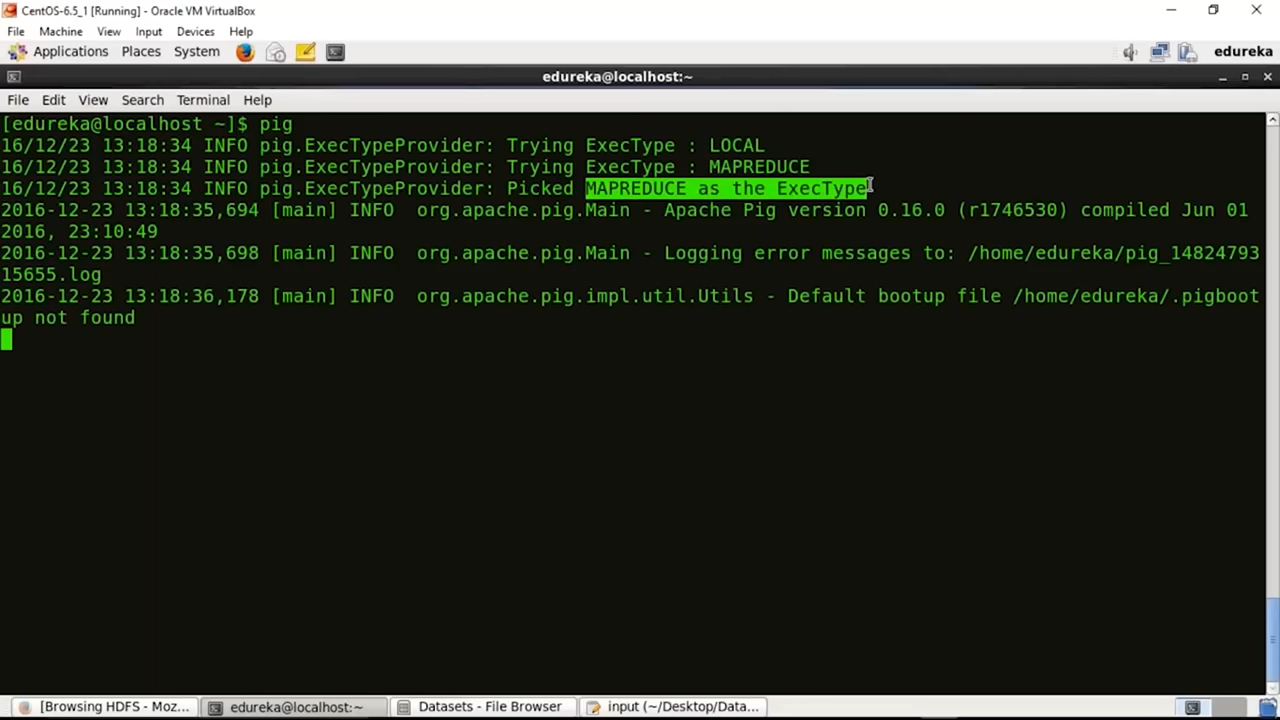 CentOS-6.5_1 [Running] - Oracle VM VirtualBox
File Machine View Input Devices Help
Applications Places System edureka
edureka@localhost:~
File Edit View Search Terminal Help
[edureka@localhost ~]$ pig
16/12/23 13:18:34 INFO pig.ExecTypeProvider: Trying ExecType : LOCAL
16/12/23 13:18:34 INFO pig.ExecTypeProvider: Trying ExecType : MAPREDUCE
16/12/23 13:18:34 INFO pig.ExecTypeProvider: Picked MAPREDUCE as the ExecType
2016-12-23 13:18:35,694 [main] INFO  org.apache.pig.Main - Apache Pig version 0.16.0 (r1746530) compiled Jun 01
2016, 23:10:49
2016-12-23 13:18:35,698 [main] INFO  org.apache.pig.Main - Logging error messages to: /home/edureka/pig_14824793
15655.log
2016-12-23 13:18:36,178 [main] INFO  org.apache.pig.impl.util.Utils - Default bootup file /home/edureka/.pigboot
up not found
[Browsing HDFS - Moz... edureka@localhost:~ Datasets - File Browser input (~/Desktop/Data...